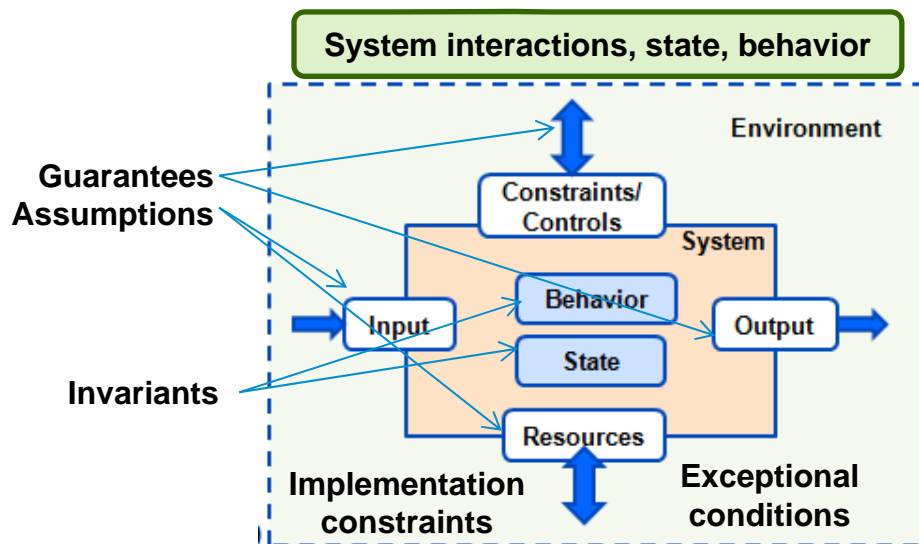 System interactions, state, behavior
Environment
Guarantees
Assumptions
Constraints/
Controls
System
Behavior
Input
Output
State
Invariants
Resources
Implementation
constraints
Exceptional
conditions